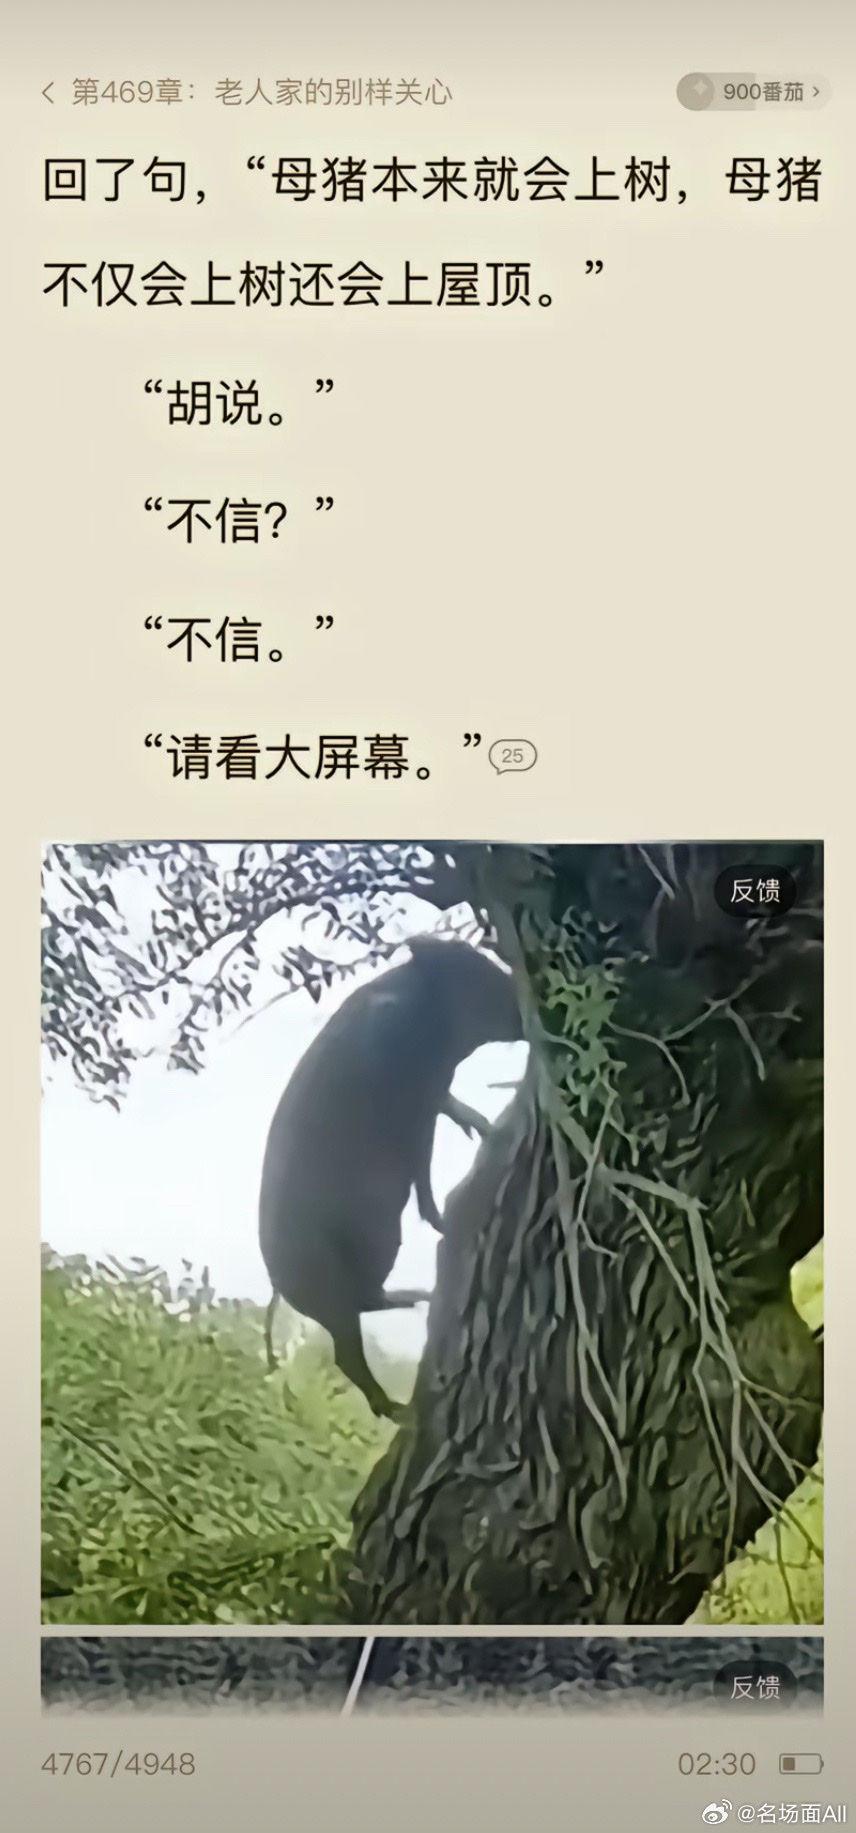 第469章：老人家的别样关心
900番茄
回了句，“母猪本来就会上树，母猪
不仅会上树还会上屋顶。”
“胡说。”
“不信？”
“不信。”
“请看大屏幕。”
25
反馈
反馈
4767/4948
02:30
@名场面All